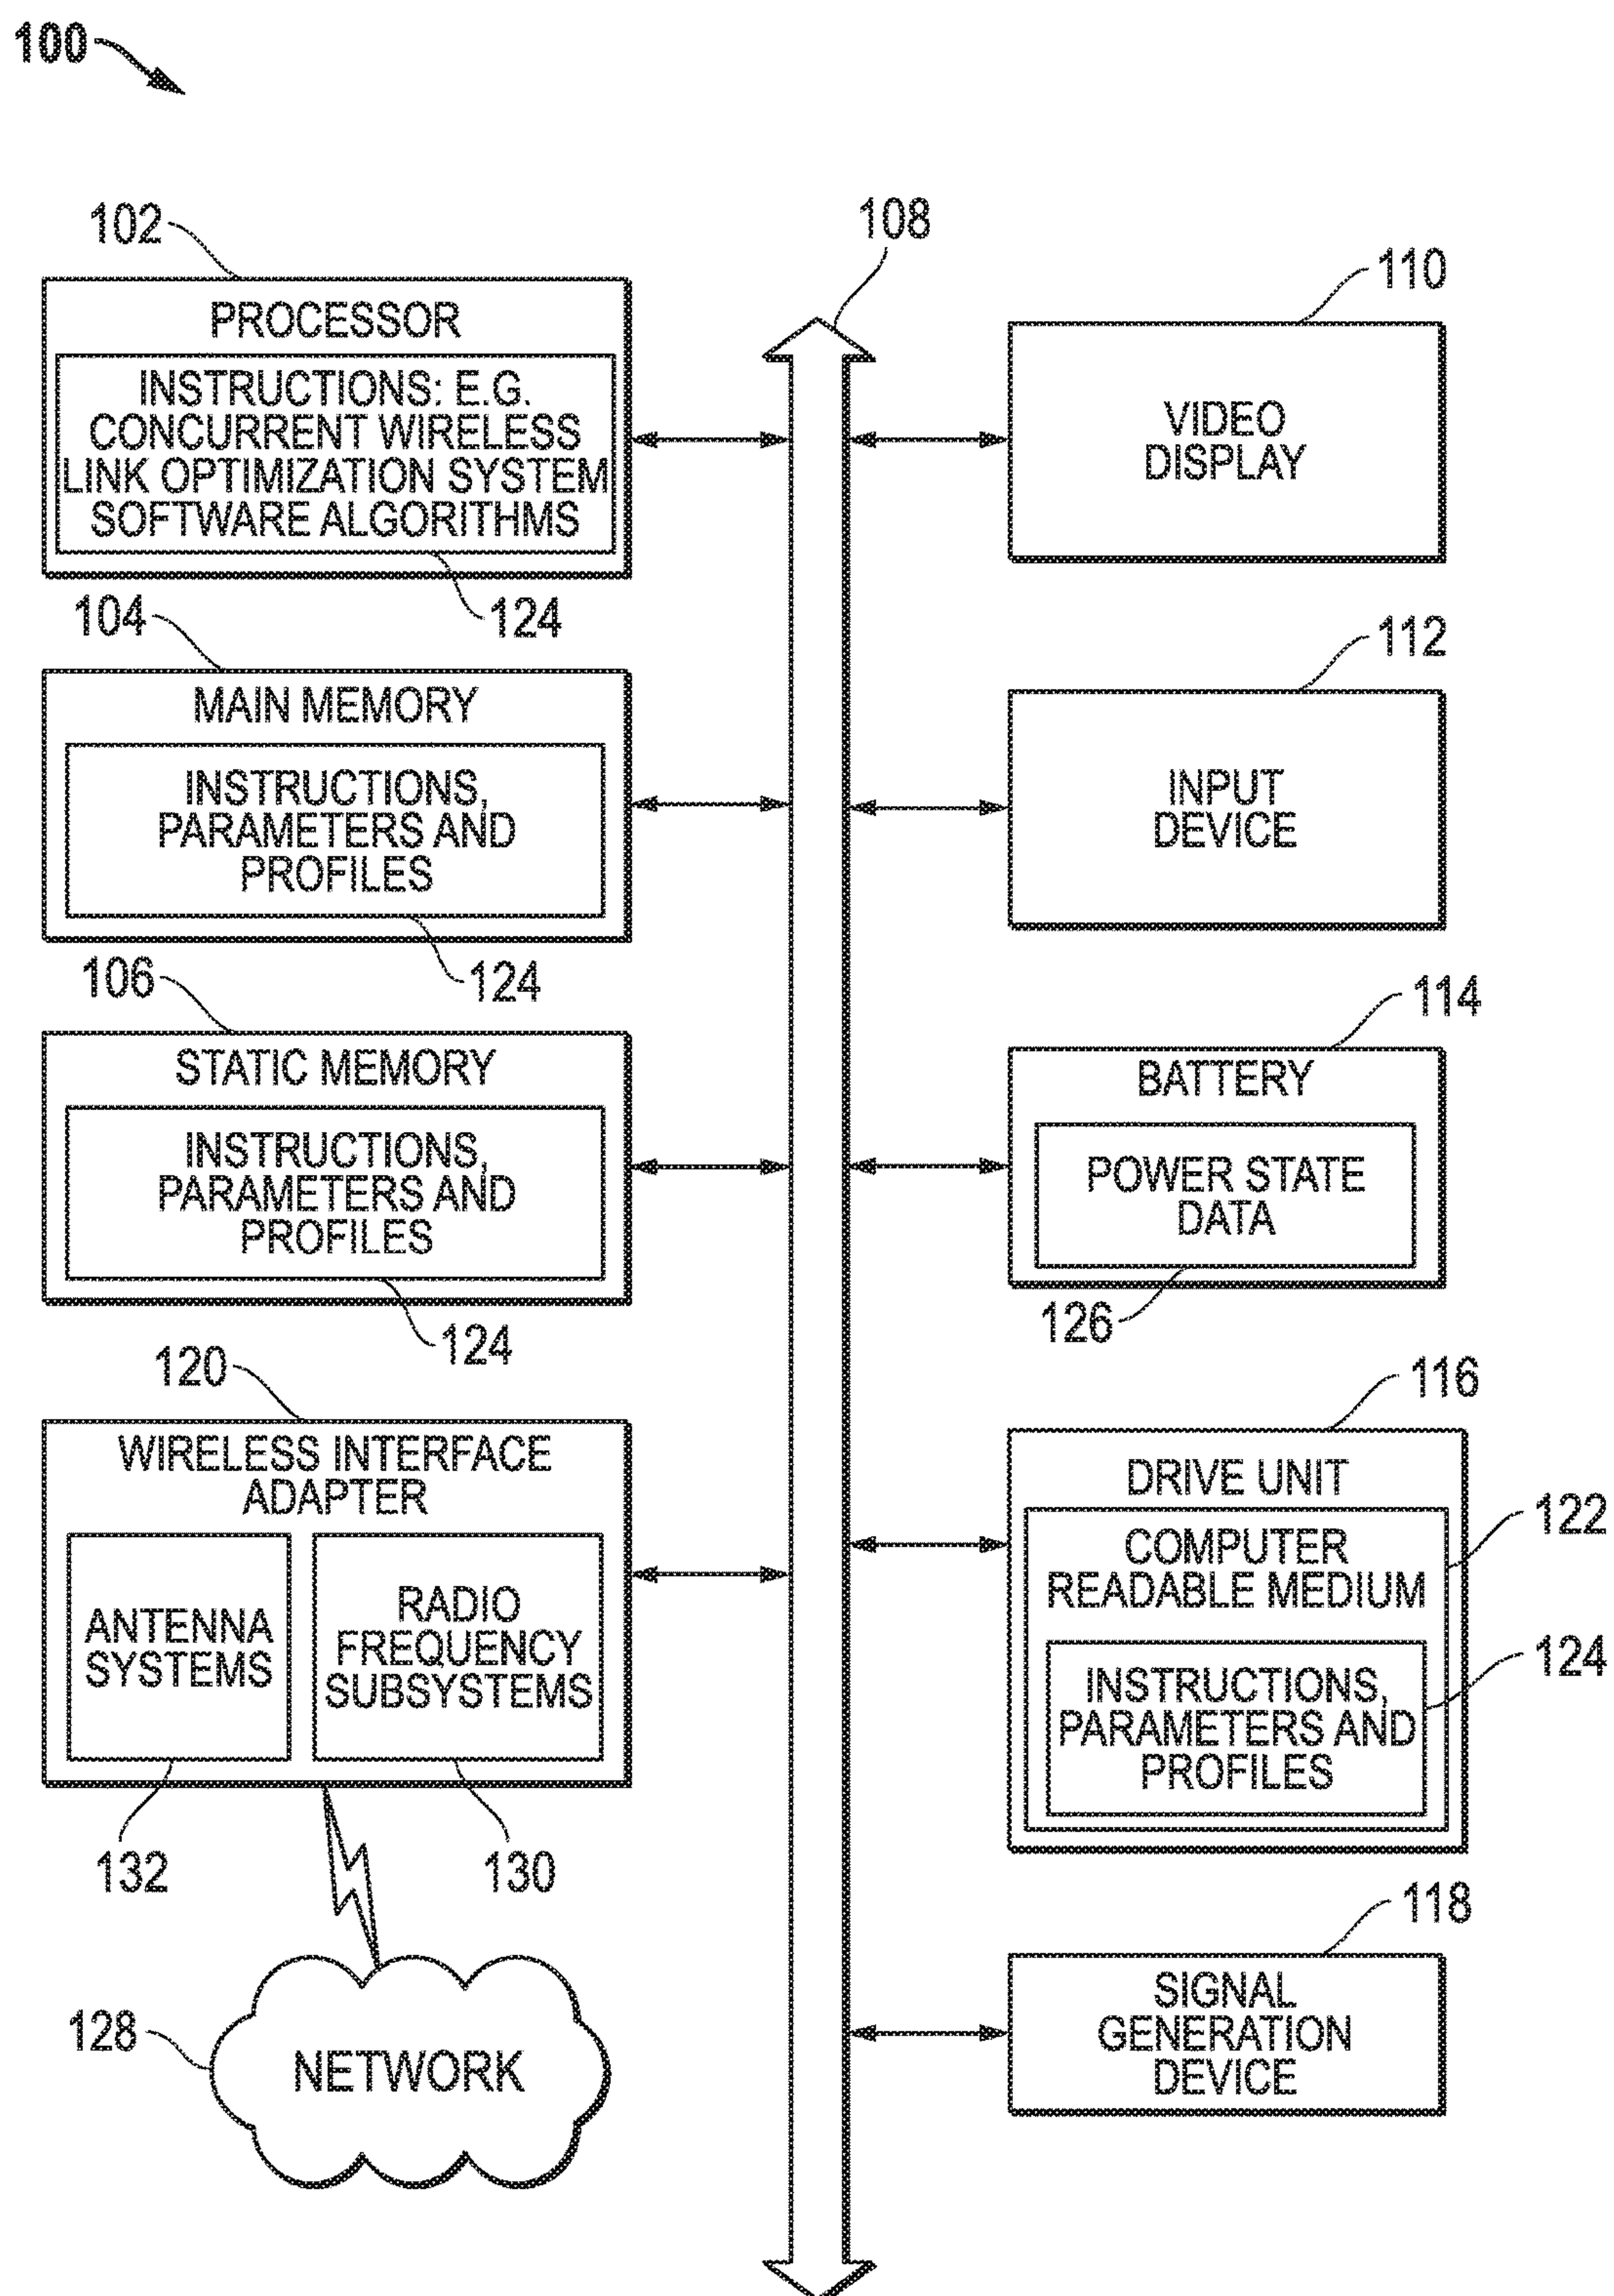 100
102
PROCESSOR
INSTRUCTIONS: E.G.
CONCURRENT WIRELESS
LINK OPTIMIZATION SYSTEM
SOFTWARE ALGORITHMS
124
104
MAIN MEMORY
INSTRUCTIONS,
PARAMETERS AND
PROFILES
124
106
STATIC MEMORY
INSTRUCTIONS,
PARAMETERS AND
PROFILES
124
120
WIRELESS INTERFACE
ADAPTER
ANTENNA
SYSTEMS
RADIO
FREQUENCY
SUBSYSTEMS
132
130
128
NETWORK
108
110
VIDEO
DISPLAY
112
INPUT
DEVICE
114
BATTERY
POWER STATE
DATA
126
116
DRIVE UNIT
122
COMPUTER
READABLE MEDIUM
124
INSTRUCTIONS,
PARAMETERS AND
PROFILES
118
SIGNAL
GENERATION
DEVICE